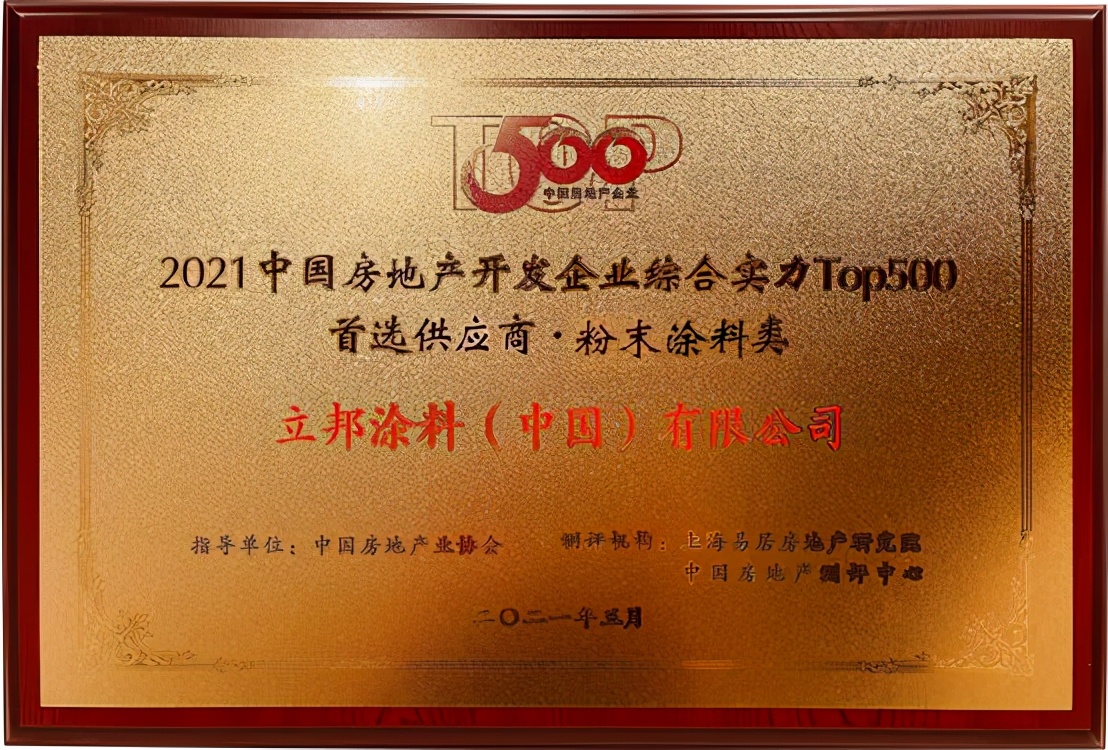 TOP
500
中国房地产企业
2021中国房地产开发企业综合实力Top500
首选供应商·粉末涂料类
立邦涂料（中国）有限公司
指导单位：中国房地产业协会
测评机构：上海易居房地产研究院
中国房地产测评中心
二〇二一年三月